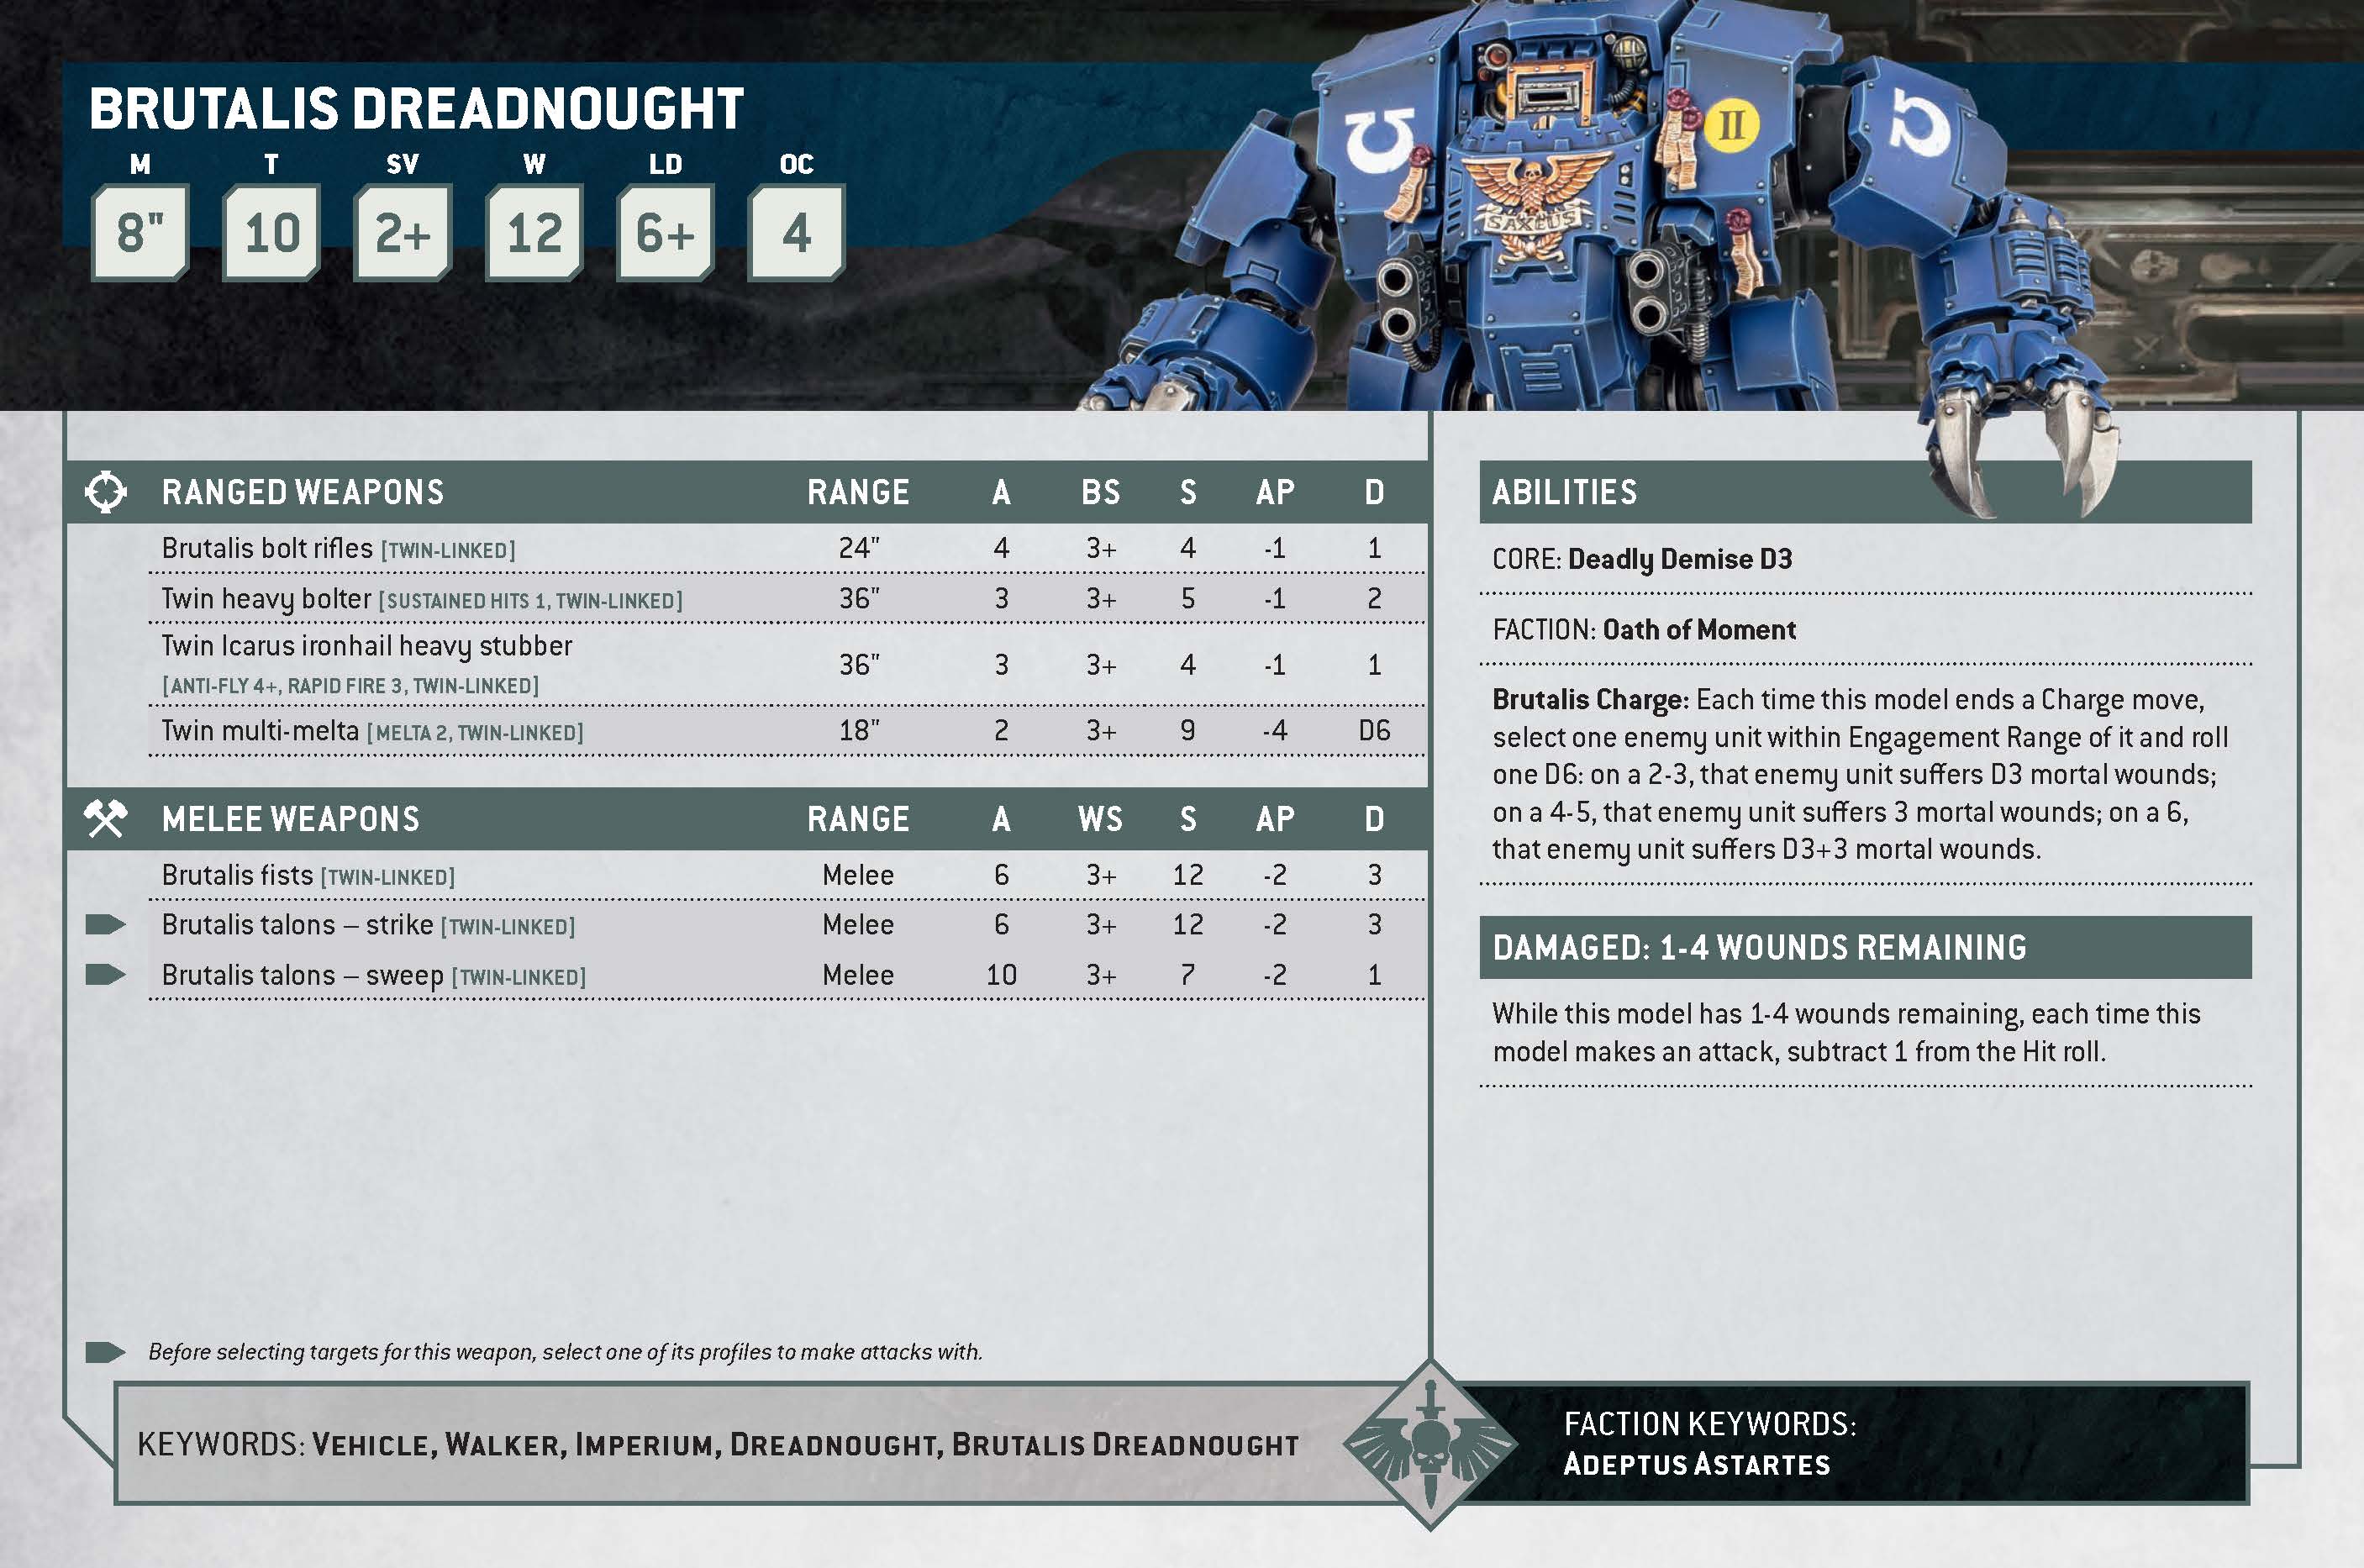 BRUTALIS DREADNOUGHT
M T SV W LD OC
8" 10 2+ 12 6+ 4
II
SAXEUS
RANGED WEAPONS RANGE A BS S AP D
Brutalis bolt rifles [TWIN-LINKED] 24" 4 3+ 4 -1 1
Twin heavy bolter [SUSTAINED HITS 1, TWIN-LINKED] 36" 3 3+ 5 -1 2
Twin Icarus ironhail heavy stubber
[ANTI-FLY 4+, RAPID FIRE 3, TWIN-LINKED] 36" 3 3+ 4 -1 1
Twin multi-melta [MELTA 2, TWIN-LINKED] 18" 2 3+ 9 -4 D6
MELEE WEAPONS RANGE A WS S AP D
Brutalis fists [TWIN-LINKED] Melee 6 3+ 12 -2 3
Brutalis talons – strike [TWIN-LINKED] Melee 6 3+ 12 -2 3
Brutalis talons – sweep [TWIN-LINKED] Melee 10 3+ 7 -2 1
Before selecting targets for this weapon, select one of its profiles to make attacks with.
ABILITIES
CORE: Deadly Demise D3
FACTION: Oath of Moment
Brutalis Charge: Each time this model ends a Charge move,
select one enemy unit within Engagement Range of it and roll
one D6: on a 2-3, that enemy unit suffers D3 mortal wounds;
on a 4-5, that enemy unit suffers 3 mortal wounds; on a 6,
that enemy unit suffers D3+3 mortal wounds.
DAMAGED: 1-4 WOUNDS REMAINING
While this model has 1-4 wounds remaining, each time this
model makes an attack, subtract 1 from the Hit roll.
KEYWORDS: VEHICLE, WALKER, IMPERIUM, DREADNOUGHT, BRUTALIS DREADNOUGHT
FACTION KEYWORDS:
ADEPTUS ASTARTES